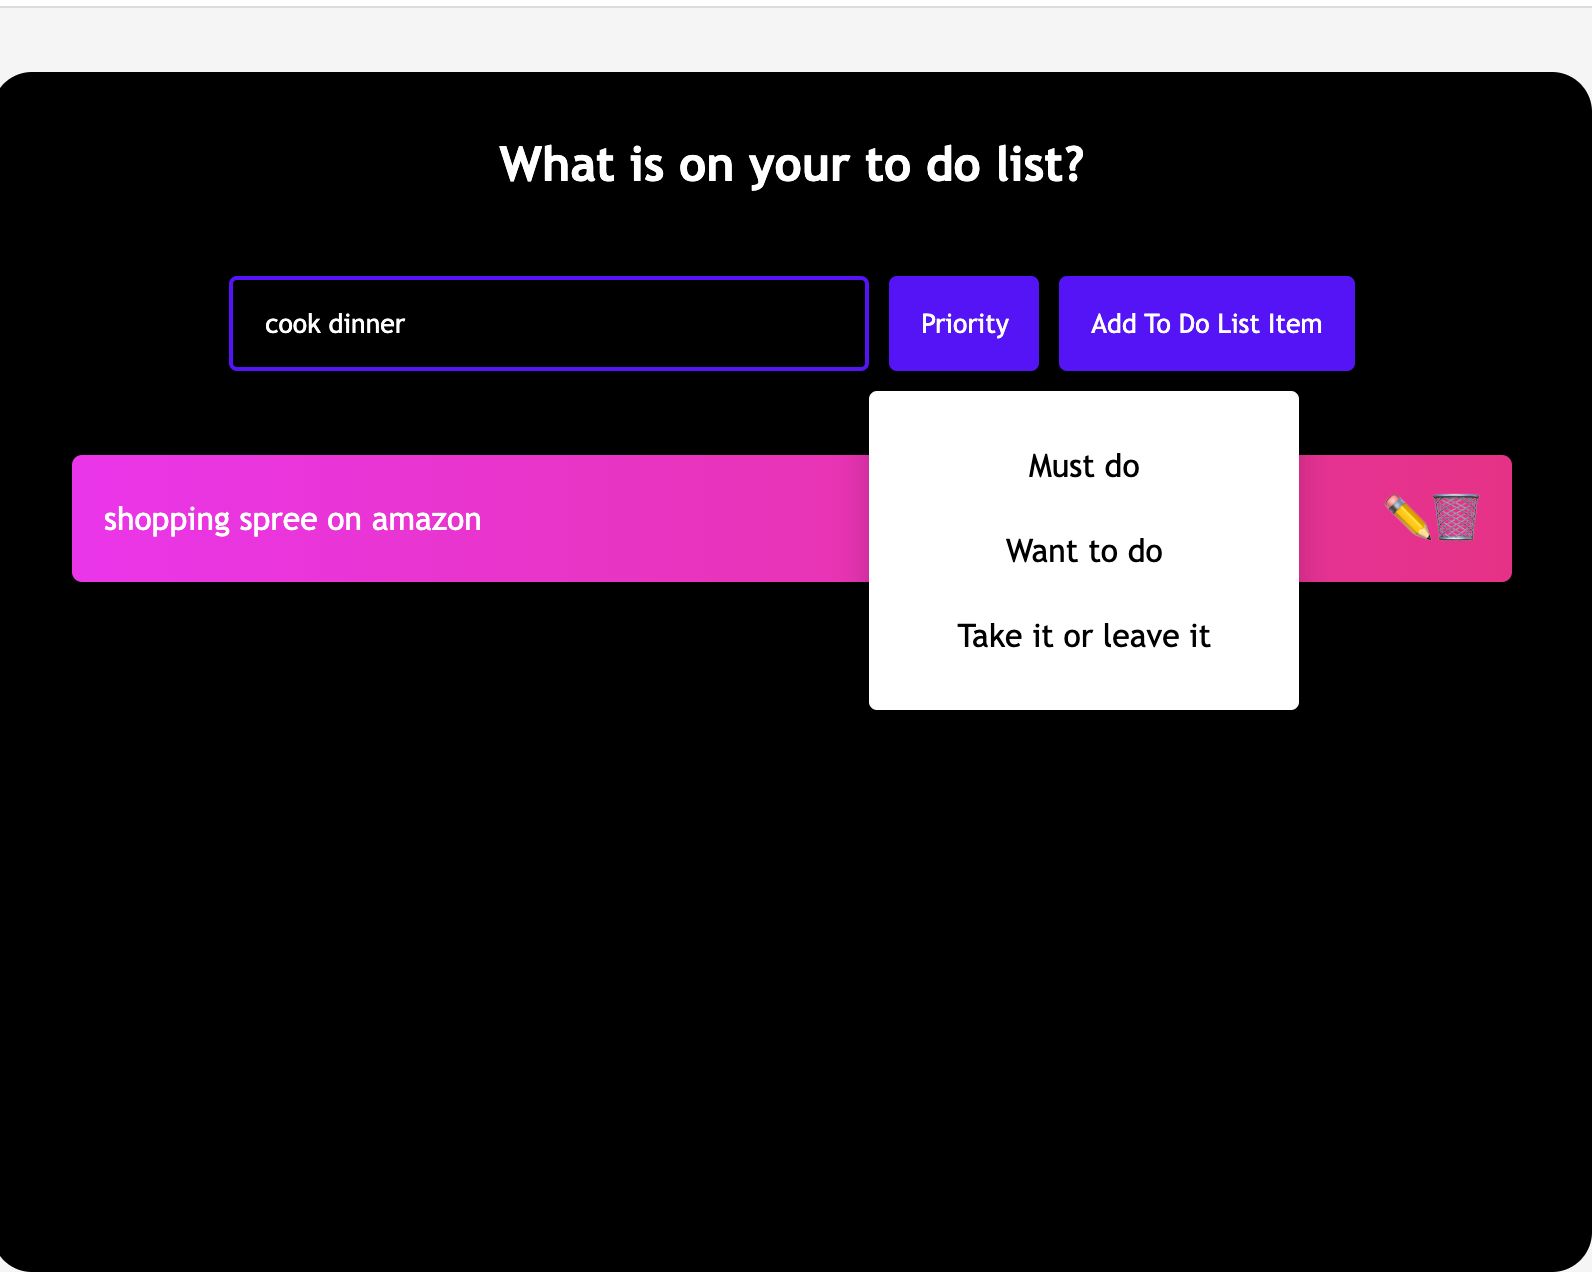 What is on your to do list?
cook dinner
Priority
Add To Do List Item
Must do
shopping spree on amazon
Want to do
Take it or leave it